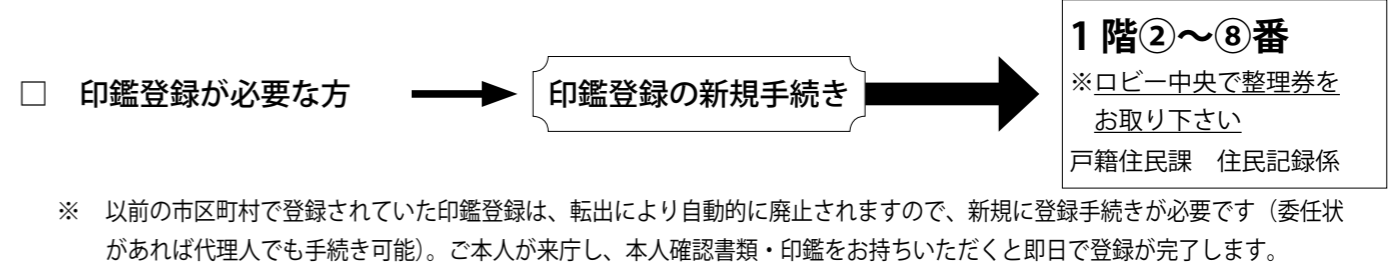 □ 印鑑登録が必要な方
印鑑登録の新規手続き
1 階②〜⑧番
※ロビー中央で整理券を
お取り下さい
戸籍住民課　住民記録係
※　以前の市区町村で登録されていた印鑑登録は、転出により自動的に廃止されますので、新規に登録手続きが必要です（委任状
があれば代理人でも手続き可能）。ご本人が来庁し、本人確認書類・印鑑をお持ちいただくと即日で登録が完了します。